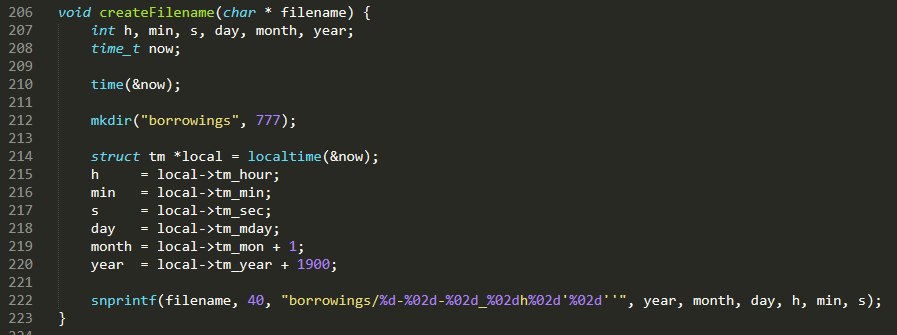 206 void createFilename(char * filename) {
207     int h, min, s, day, month, year;
208     time_t now;
209
210     time(&now);
211
212     mkdir("borrowings", 777);
213
214     struct tm *local = localtime(&now);
215     h     = local->tm_hour;
216     min   = local->tm_min;
217     s     = local->tm_sec;
218     day   = local->tm_mday;
219     month = local->tm_mon + 1;
220     year  = local->tm_year + 1900;
221
222     snprintf(filename, 40, "borrowings/%d-%02d-%02d_%02dh%02d'%02d''", year, month, day, h, min, s);
223 }
224